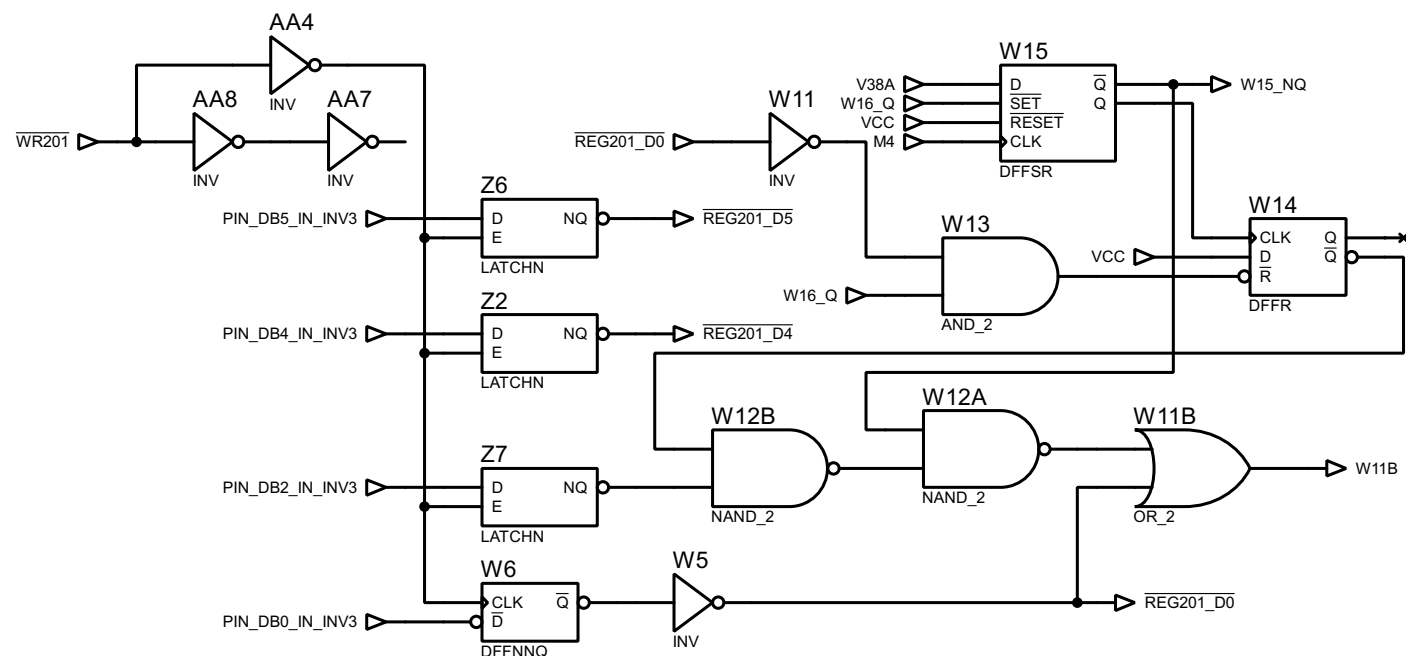 AA4
INV
AA8
AA7
WR201
INV
INV
W11
REG201_D0
INV
W15
V38A
W16_Q
VCC
M4
D
SET
RESET
CLK
Q
Q
DFFSR
W15_NQ
Z6
PIN_DB5_IN_INV3
D
E
NQ
LATCHN
REG201_D5
W13
W16_Q
AND_2
W14
VCC
CLK
D
R
Q
Q
DFFR
Z2
PIN_DB4_IN_INV3
D
E
NQ
LATCHN
REG201_D4
W12B
NAND_2
W12A
NAND_2
W11B
OR_2
W11B
Z7
PIN_DB2_IN_INV3
D
E
NQ
LATCHN
W6
PIN_DB0_IN_INV3
CLK
D
Q
DFFNNQ
W5
INV
REG201_D0